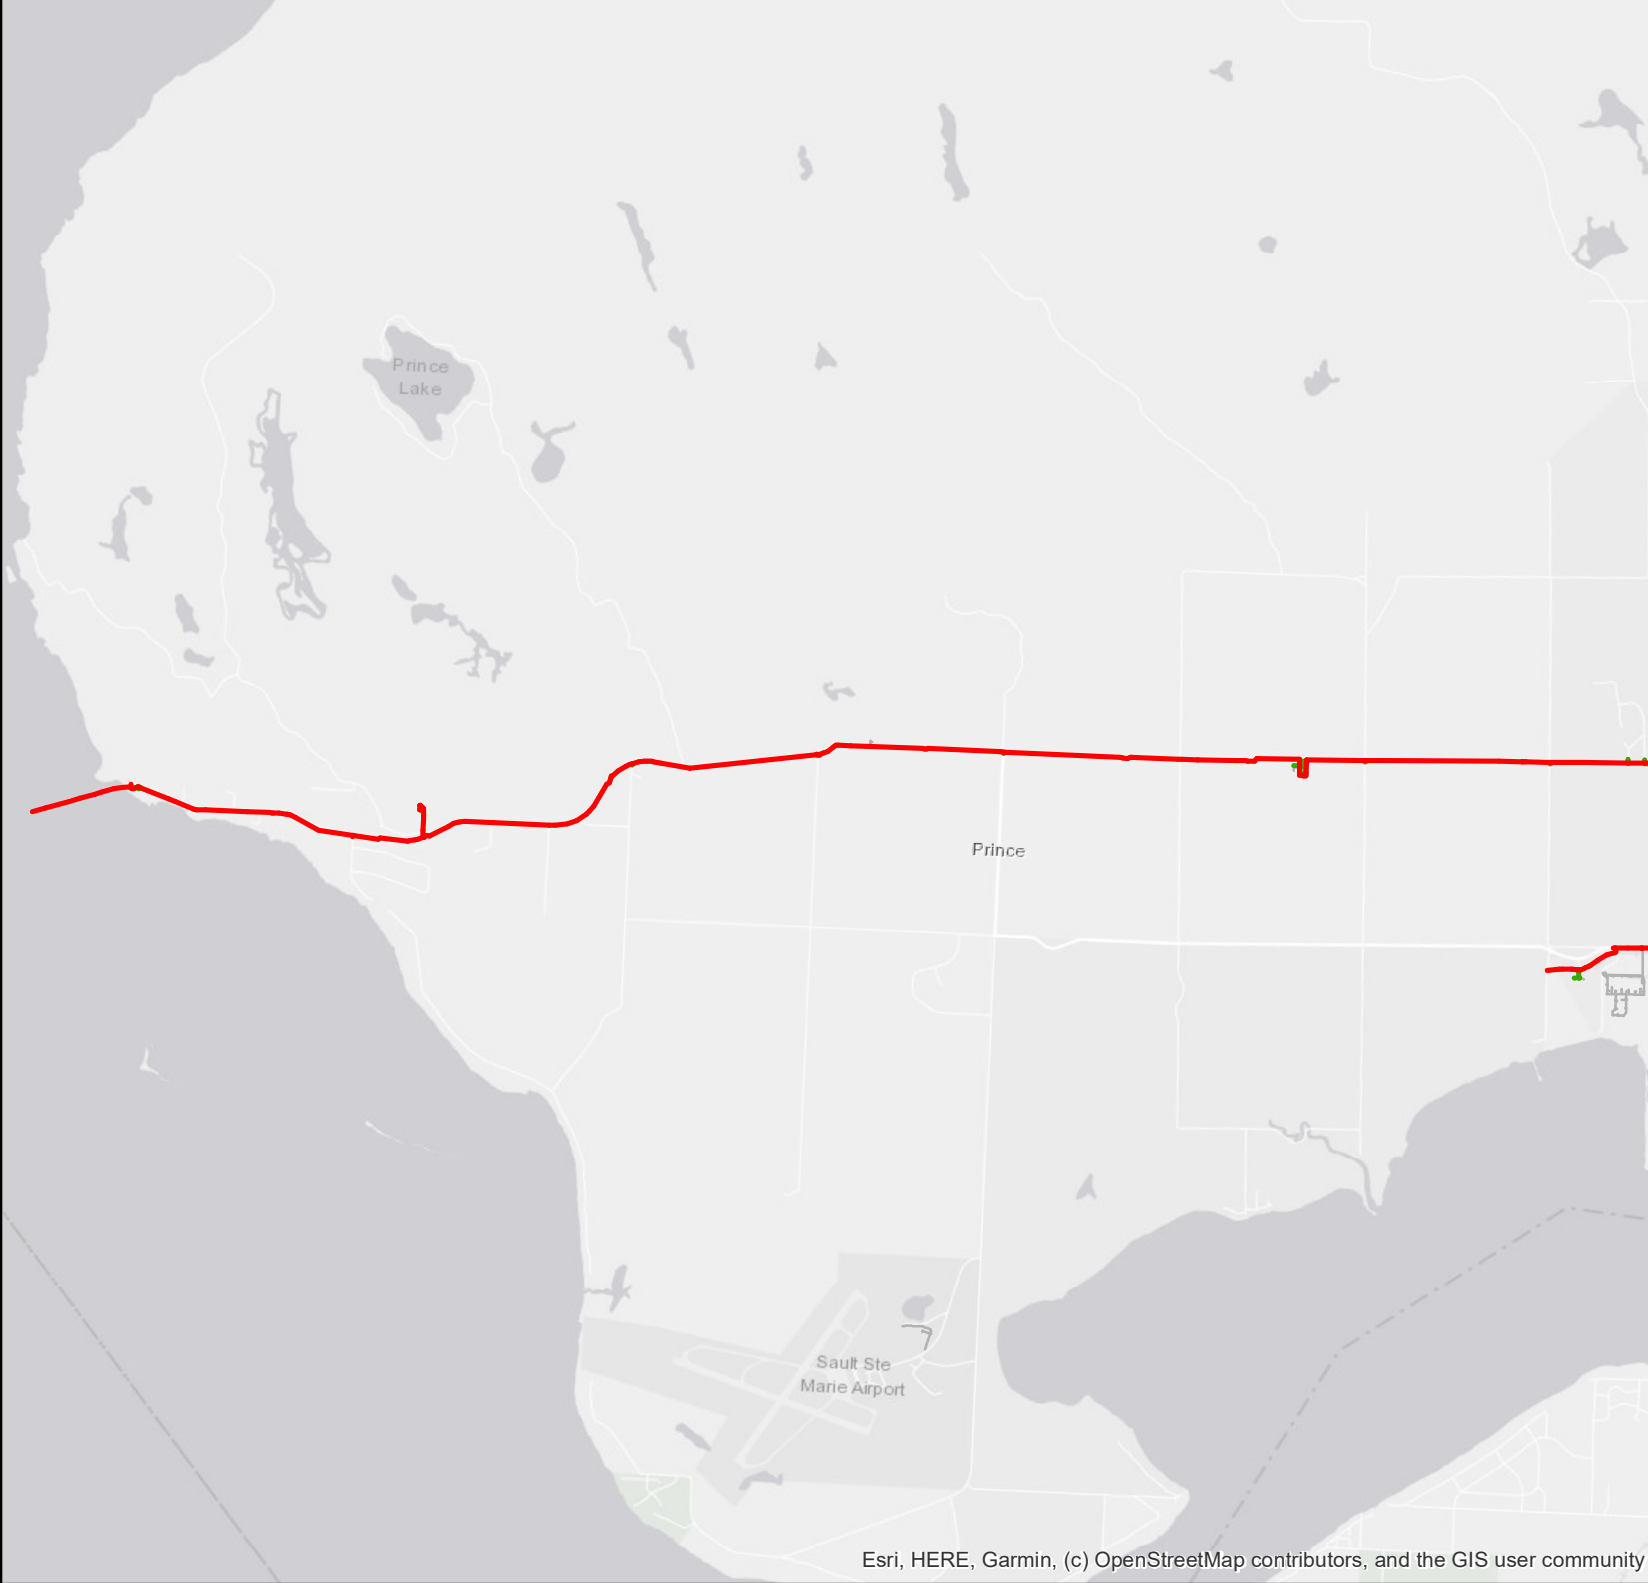 Prince
Lake
Prince
Sault Ste
Marie Airport
Esri, HERE, Garmin, (c) OpenStreetMap contributors, and the GIS user community